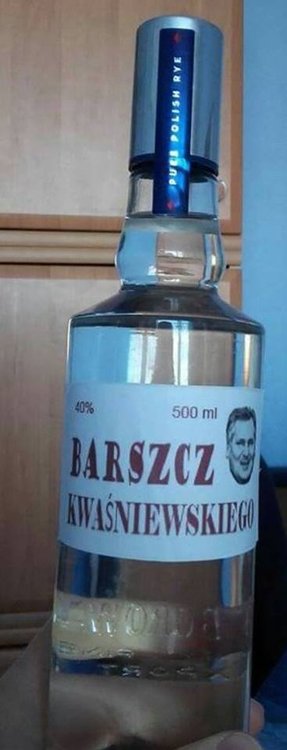 PURE POLISH RYE
40% 500 ml
BARSZCZ
KWAŚNIEWSKIEGO